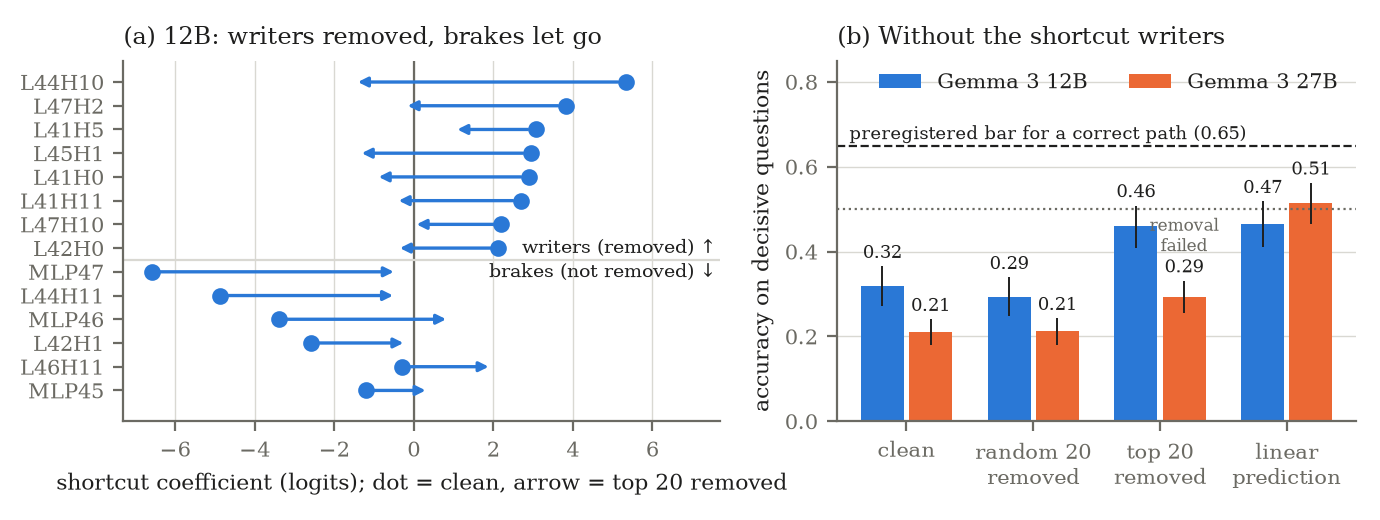 (a) 12B: writers removed, brakes let go
L44H10
L47H2
L41H5
L45H1
L41H0
L41H11
L47H10
L42H0
writers (removed) ↑
MLP47
brakes (not removed) ↓
L44H11
MLP46
L42H1
L46H11
MLP45
−6
−4
−2
0
2
4
6
shortcut coefficient (logits); dot = clean, arrow = top 20 removed
(b) Without the shortcut writers
accuracy on decisive questions
0.8
0.6
0.4
0.2
0.0
Gemma 3 12B
Gemma 3 27B
preregistered bar for a correct path (0.65)
0.32
0.21
0.29
0.21
0.46
removal
failed
0.29
0.47
0.51
clean
random 20
removed
top 20
removed
linear
prediction